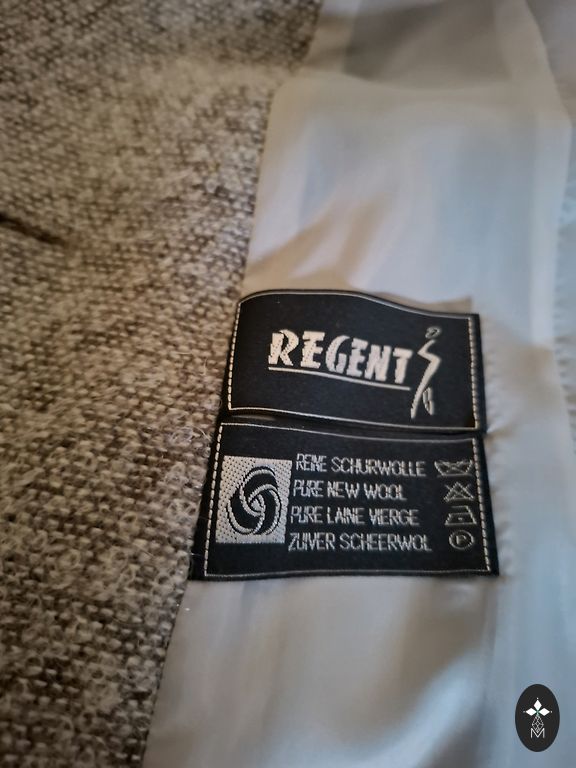 REGENT
REINE SCHURWOLLE
PURE NEW WOOL
PURE LAINE VIERGE
ZUIVER SCHEERWOL
P
M